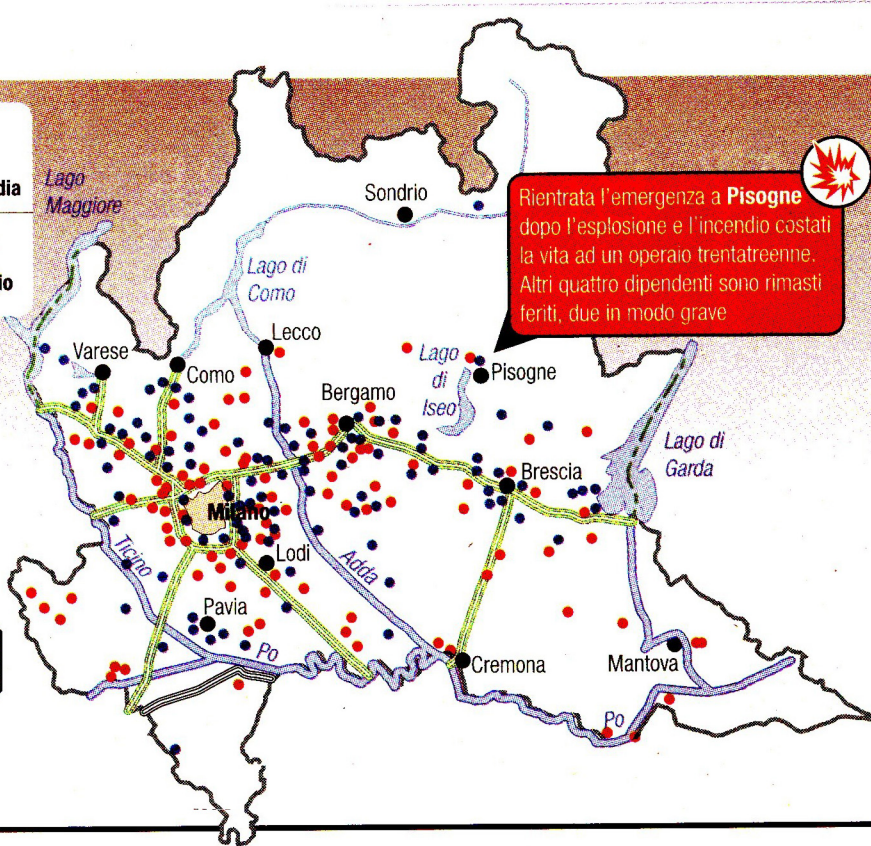 dia
io
Lago
Maggiore
Sondrio
Rientrata l'emergenza a Pisogne
dopo l'esplosione e l'incendio costati
la vita ad un operaio trentatreenne.
Altri quattro dipendenti sono rimasti
feriti, due in modo grave
Lago di
Como
Lecco
Varese
Como
Lago
di
Iseo
Pisogne
Bergamo
Lago di
Garda
Brescia
Milano
Ticino
Lodi
Adda
Pavia
Po
Cremona
Mantova
Po